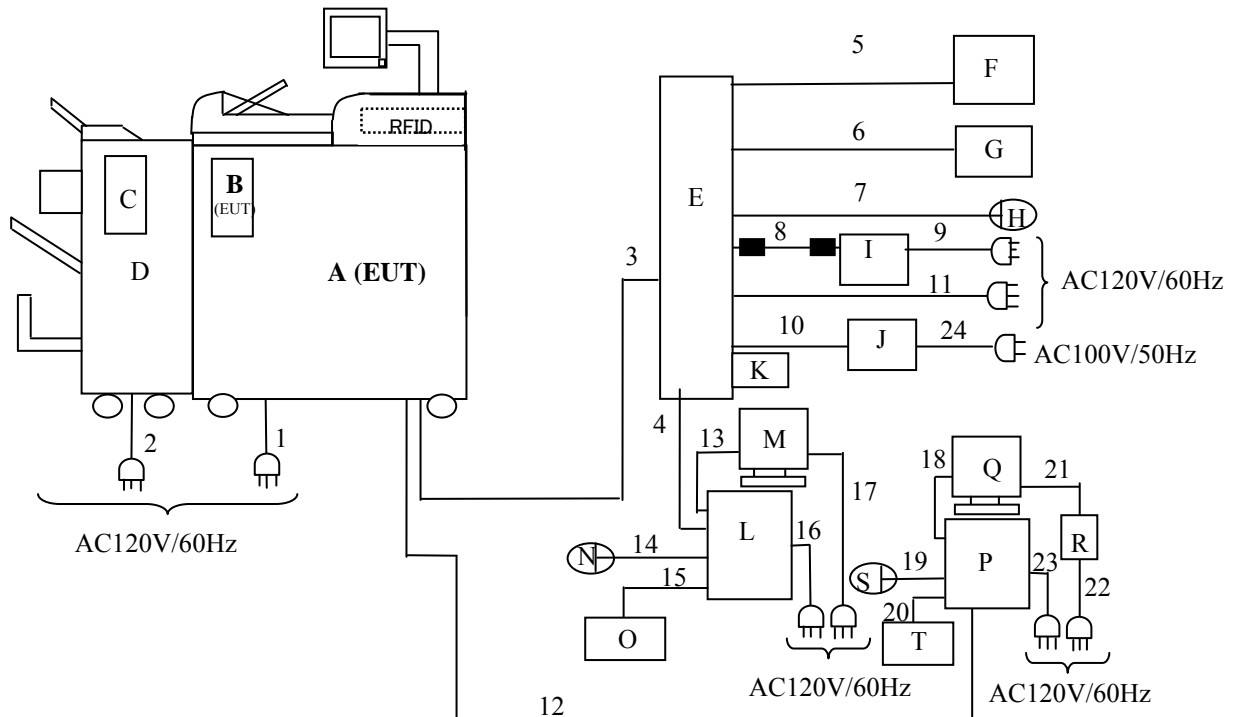 RFID
C
B
(EUT)
D
A (EUT)
2
1
AC120V/60Hz
3
E
5
F
6
G
7
H
8
I
9
11
AC120V/60Hz
10
J
24
AC100V/50Hz
K
4
13
M
17
L
16
N
14
15
O
AC120V/60Hz
18
Q
21
R
P
S
19
23
22
20
T
AC120V/60Hz
12